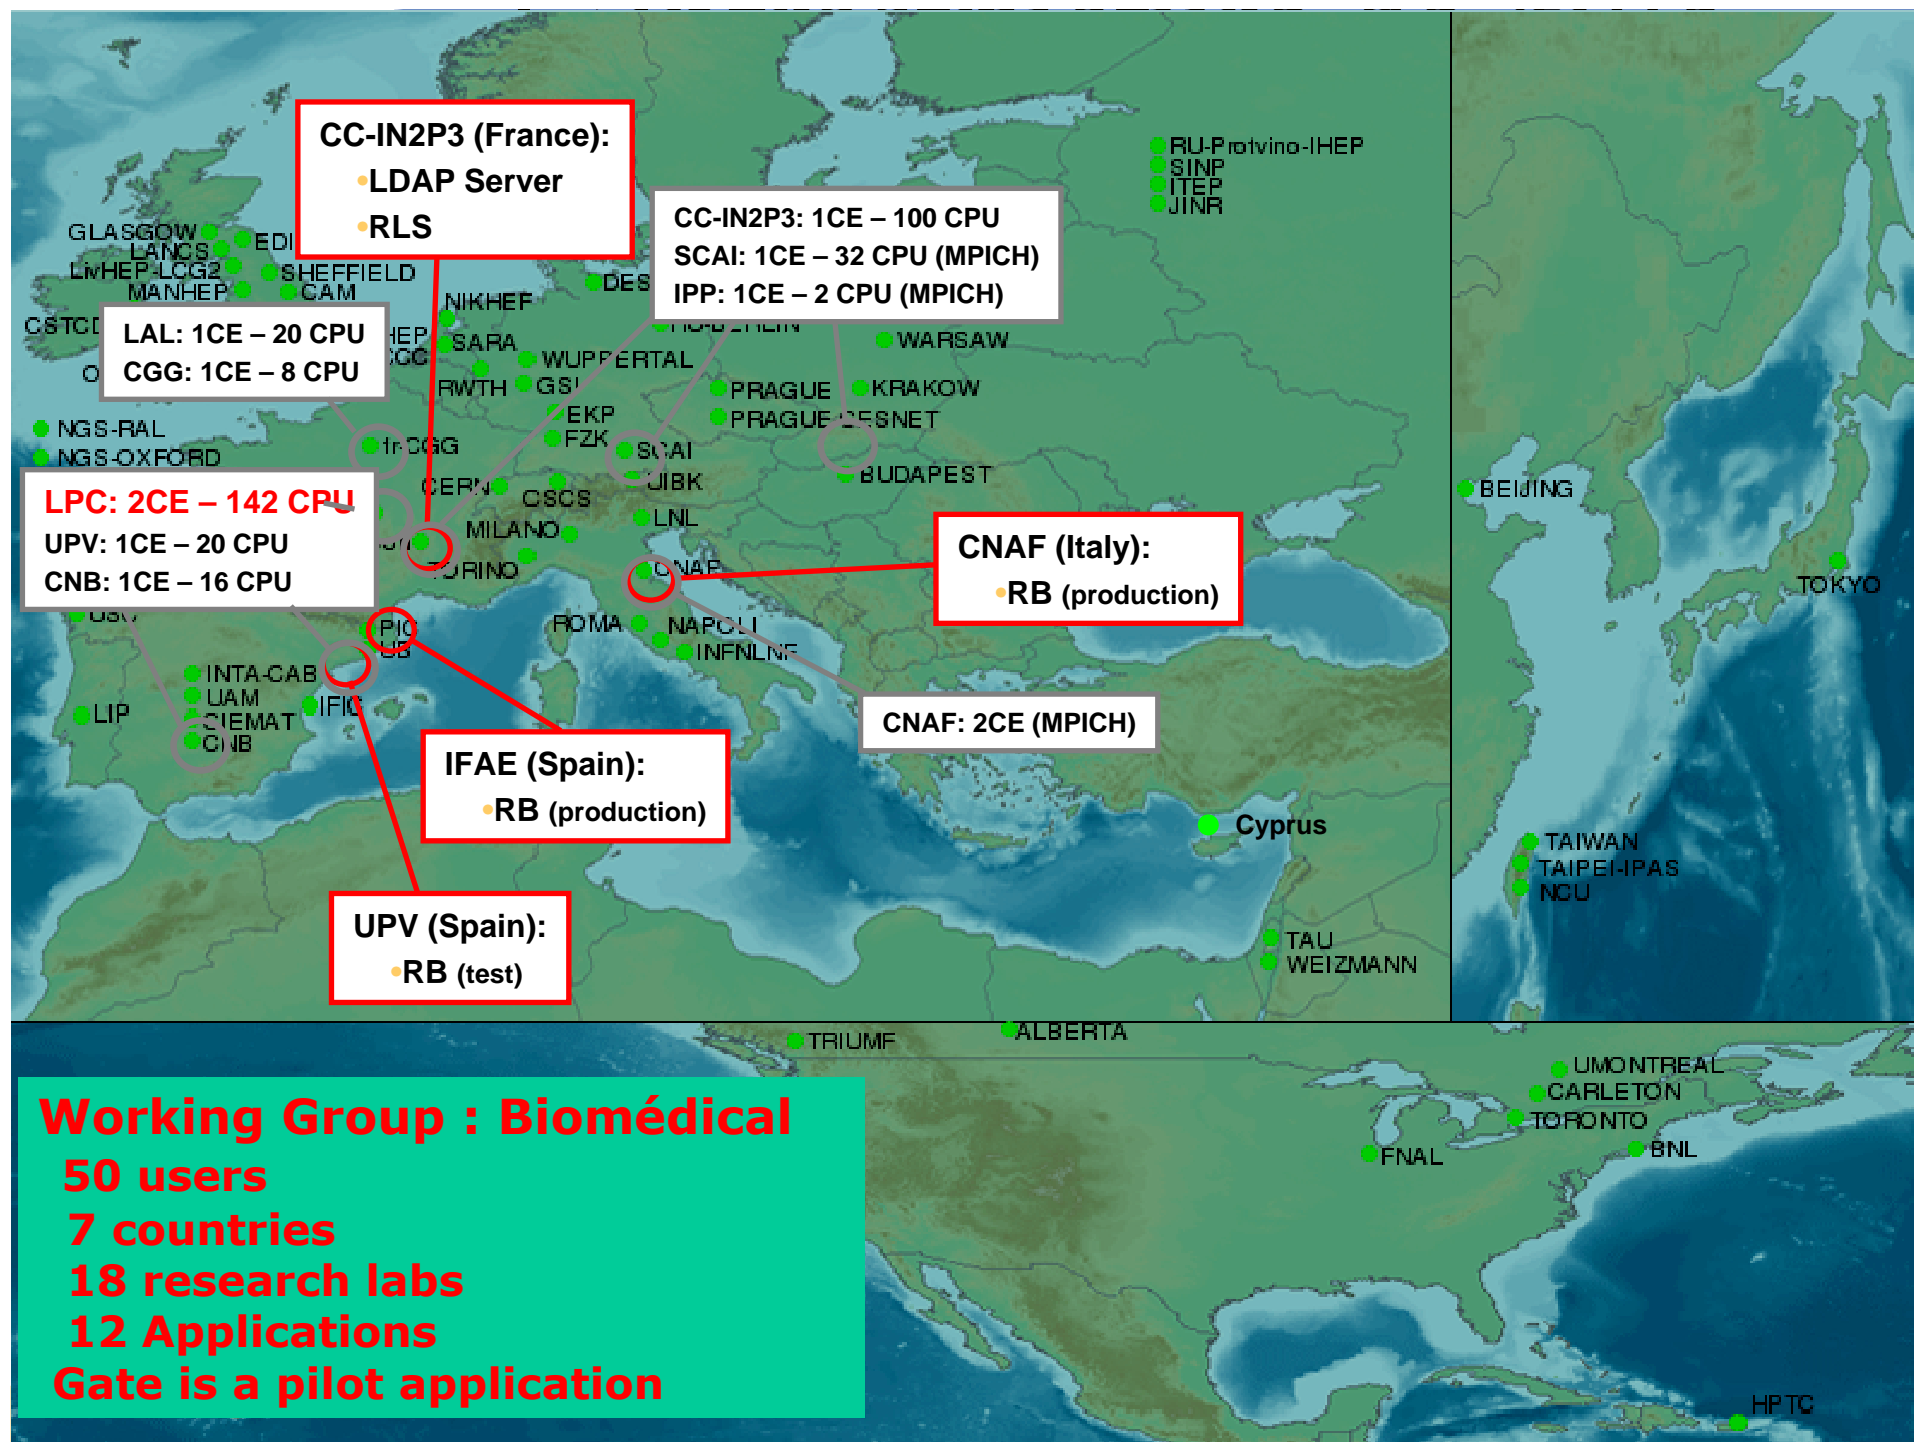 CC-IN2P3 (France):
•LDAP Server
•RLS
CC-IN2P3: 1CE – 100 CPU
SCAI: 1CE – 32 CPU (MPICH)
IPP: 1CE – 2 CPU (MPICH)
RU-Protvino-IHEP
SINP
ITEP
JINR
GLASGOW
LANCS
LivHEP-LCG2
SHEFFIELD
MANHEP
CAM
NIKHEF
LAL: 1CE – 20 CPU
CGG: 1CE – 8 CPU
SARA
WUPPERTAL
WARSAW
RWTH
GSI
PRAGUE
KRAKOW
EKP
PRAGUE-CESNET
NGS-RAL
fr-CGG
FZK
SCAI
NGS-OXFORD
BUDAPEST
CERN
CSCS
UIBK
BEIJING
LPC: 2CE – 142 CPU
UPV: 1CE – 20 CPU
CNB: 1CE – 16 CPU
LNL
MILANO
TORINO
CNAF
CNAF (Italy):
•RB (production)
TOKYO
USC
PIC
UB
ROMA
NAPOLI
INFNLNF
INTA-CAB
UAM
LIP
IFIC
CIEMAT
CNB
CNAF: 2CE (MPICH)
IFAE (Spain):
•RB (production)
Cyprus
TAIWAN
TAIPEI-IPAS
NCU
UPV (Spain):
•RB (test)
TAU
WEIZMANN
TRIUMF
ALBERTA
UMONTREAL
CARLETON
TORONTO
BNL
FNAL
Working Group : Biomédical
50 users
7 countries
18 research labs
12 Applications
Gate is a pilot application
HPTC